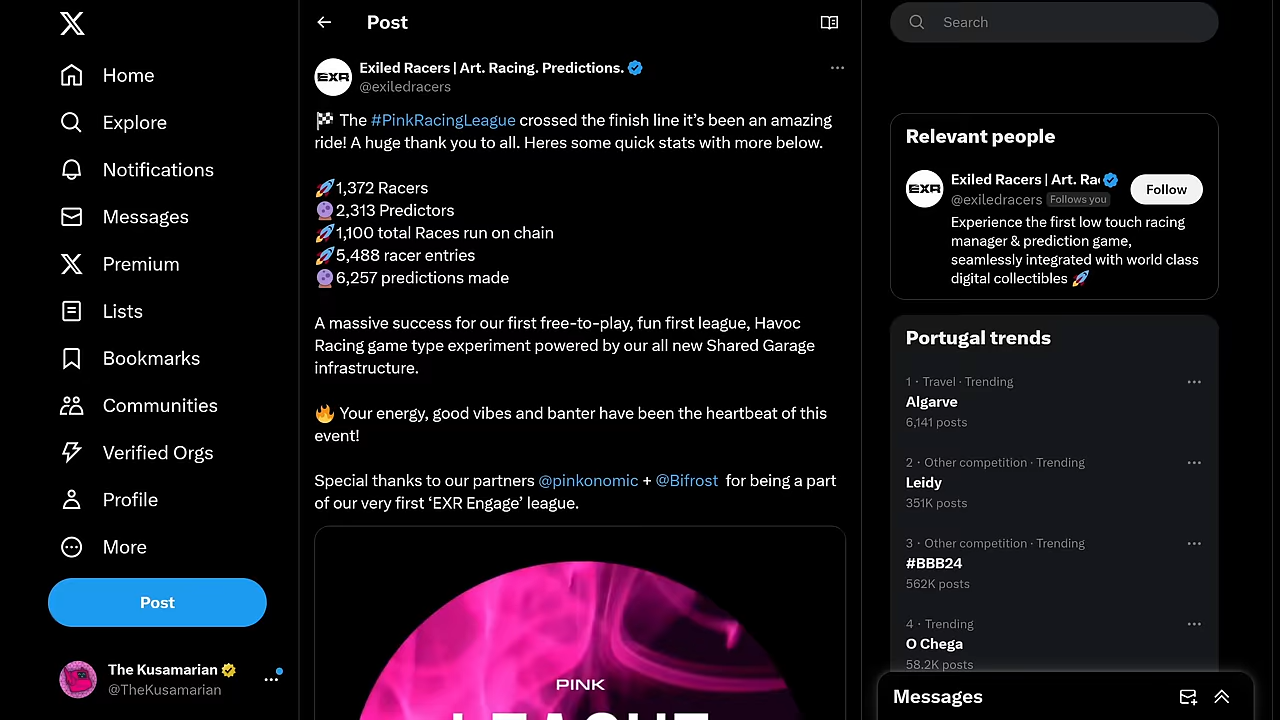 Home
Explore
Notifications
Messages
Premium
Lists
Bookmarks
Communities
Verified Orgs
Profile
More
Post
The Kusamarian
@TheKusamarian
Post
EXR
Exiled Racers | Art. Racing. Predictions.
@exiledracers
🏁 The #PinkRacingLeague crossed the finish line it’s been an amazing
ride! A huge thank you to all. Heres some quick stats with more below.
🚀1,372 Racers
🔮2,313 Predictors
🚀1,100 total Races run on chain
🚀5,488 racer entries
🔮6,257 predictions made
A massive success for our first free-to-play, fun first league, Havoc
Racing game type experiment powered by our all new Shared Garage
infrastructure.
🔥 Your energy, good vibes and banter have been the heartbeat of this
event!
Special thanks to our partners @pinkonomic + @Bifrost for being a part
of our very first ‘EXR Engage’ league.
PINK
LEAGUE
Search
Relevant people
EXR
Exiled Racers | Art. Ra
@exiledracers Follows you
Follow
Experience the first low touch racing
manager & prediction game,
seamlessly integrated with world class
digital collectibles 🚀
Portugal trends
1 · Travel · Trending
Algarve
6,141 posts
2 · Other competition · Trending
Leidy
351K posts
3 · Other competition · Trending
#BBB24
562K posts
4 · Trending
O Chega
58.2K posts
Messages